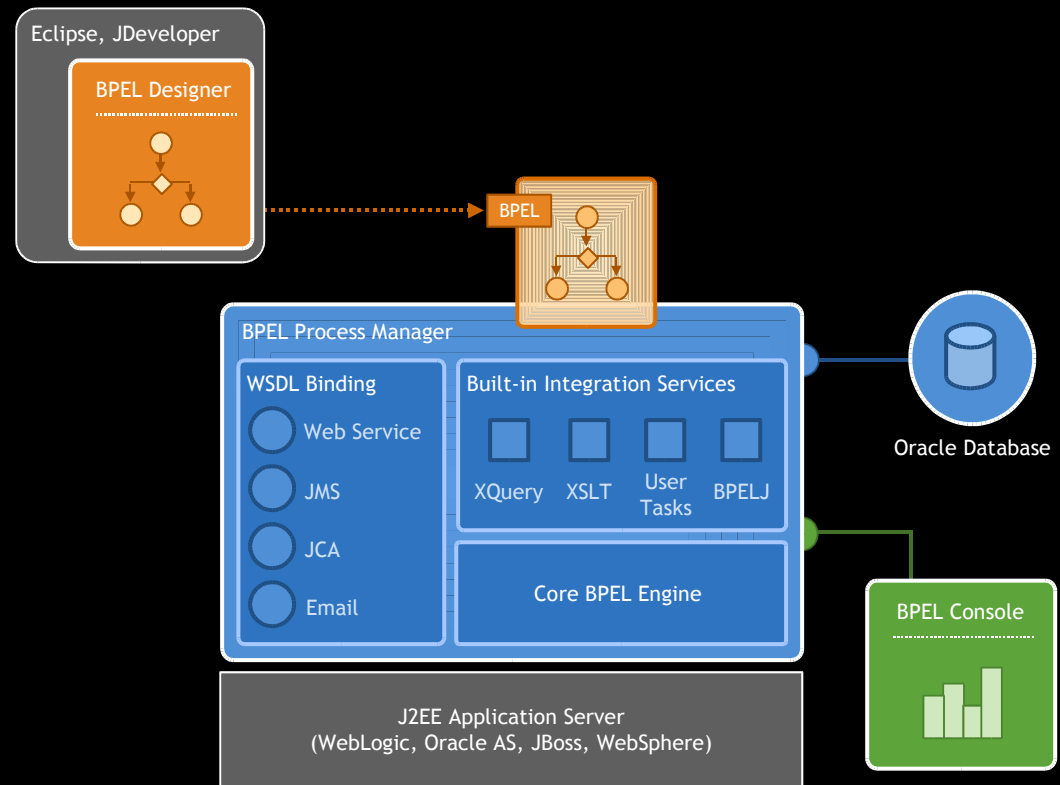 Eclipse, JDeveloper
BPEL Designer
BPEL
BPEL Process Manager
WSDL Binding
Web Service
JMS
JCA
Email
Built-in Integration Services
XQuery
XSLT
User
Tasks
BPELJ
Core BPEL Engine
Oracle Database
BPEL Console
J2EE Application Server
(WebLogic, Oracle AS, JBoss, WebSphere)